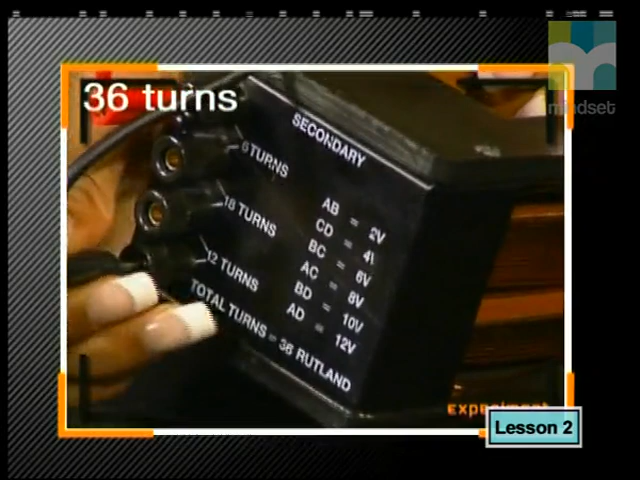 36 turns
mindset
SECONDARY
6 TURNS
18 TURNS
12 TURNS
AB = 2V
CD = 4V
BC = 6V
AC = 8V
BD = 10V
AD = 12V
TOTAL TURNS = 36 RUTLAND
experiment
Lesson 2